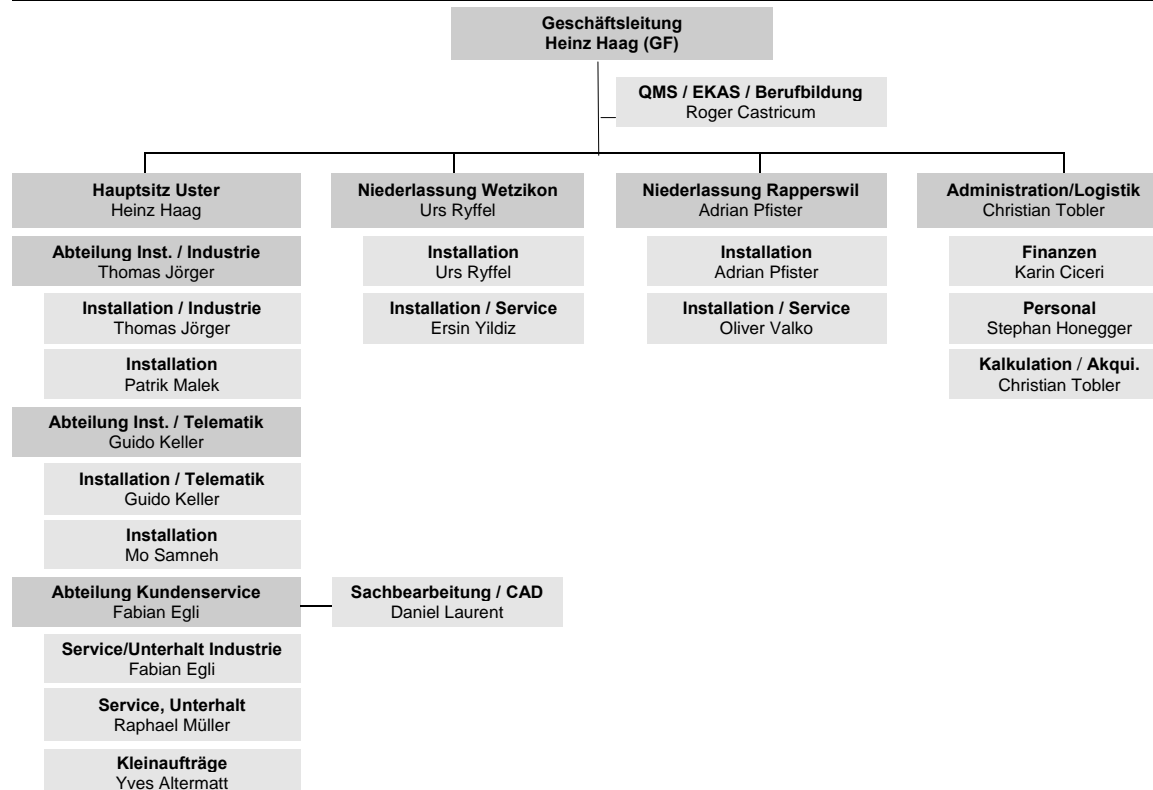 Geschäftsleitung
Heinz Haag (GF)
QMS / EKAS / Berufbildung
Roger Castricum
Hauptsitz Uster
Heinz Haag
Abteilung Inst. / Industrie
Thomas Jörger
Installation / Industrie
Thomas Jörger
Installation
Patrik Malek
Abteilung Inst. / Telematik
Guido Keller
Installation / Telematik
Guido Keller
Installation
Mo Samneh
Abteilung Kundenservice
Fabian Egli
Sachbearbeitung / CAD
Daniel Laurent
Service/Unterhalt Industrie
Fabian Egli
Service, Unterhalt
Raphael Müller
Kleinaufträge
Yves Altermatt
Niederlassung Wetzikon
Urs Ryffel
Installation
Urs Ryffel
Installation / Service
Ersin Yildiz
Niederlassung Rapperswil
Adrian Pfister
Installation
Adrian Pfister
Installation / Service
Oliver Valko
Administration/Logistik
Christian Tobler
Finanzen
Karin Ciceri
Personal
Stephan Honegger
Kalkulation / Akqui.
Christian Tobler